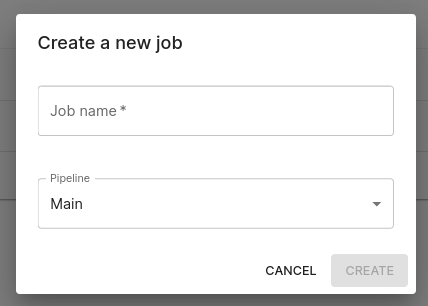 Create a new job
Job name *
Pipeline
Main
CANCEL CREATE